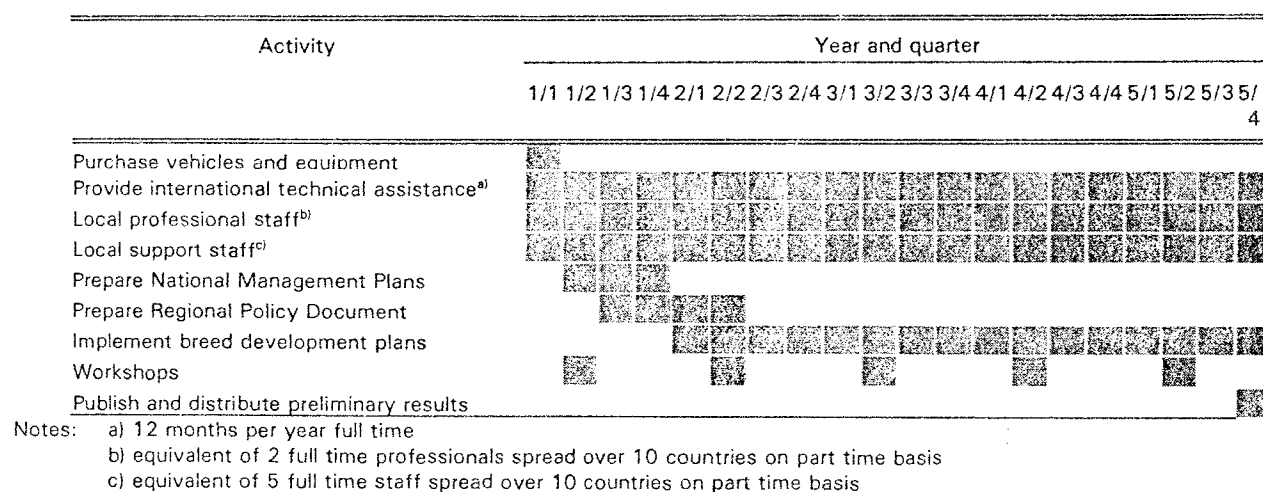 Activity Year and quarter
1/1 1/2 1/3 1/4 2/1 2/2 2/3 2/4 3/1 3/2 3/3 3/4 4/1 4/2 4/3 4/4 5/1 5/2 5/3 5/
4
Purchase vehicles and equipment
Provide international technical assistance a)
Local professional staff b)
Local support staff c)
Prepare National Management Plans
Prepare Regional Policy Document
Implement breed development plans
Workshops
Publish and distribute preliminary results
Notes: a) 12 months per year full time
b) equivalent of 2 full time professionals spread over 10 countries on part time basis
c) equivalent of 5 full time staff spread over 10 countries on part time basis